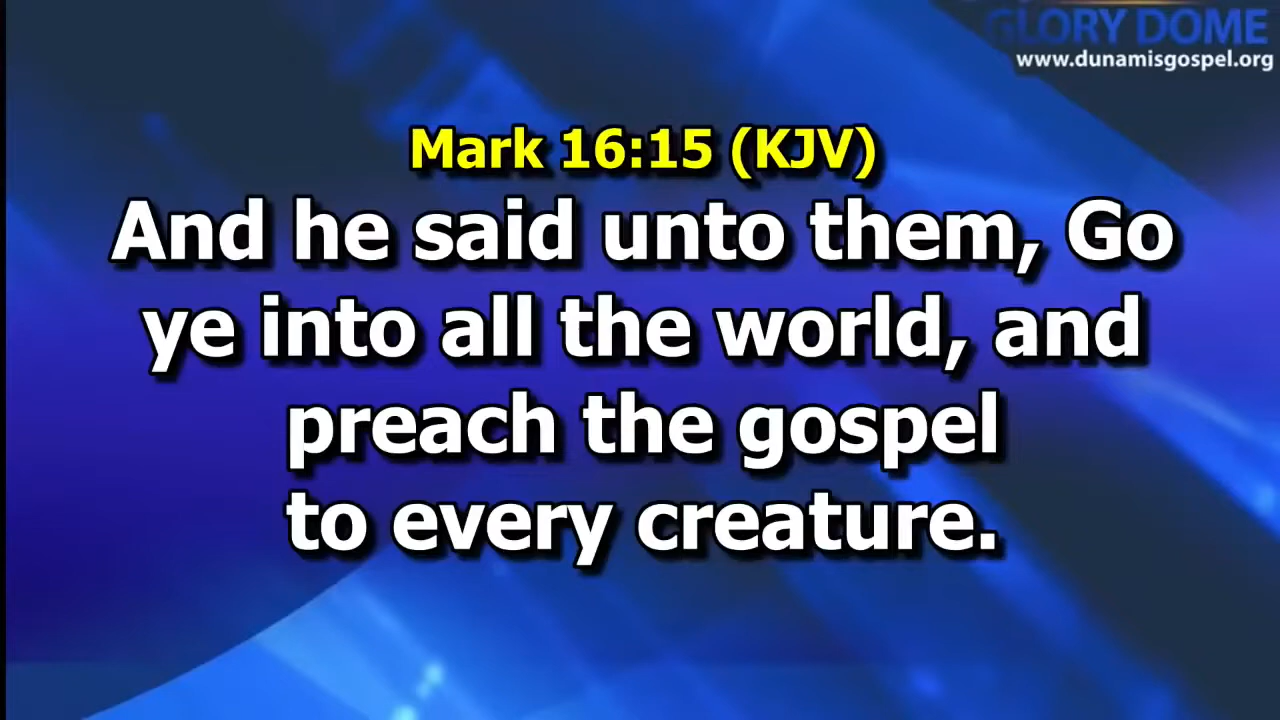 GLORY DOME
www.dunamisgospel.org
Mark 16:15 (KJV)
And he said unto them, Go
ye into all the world, and
preach the gospel
to every creature.